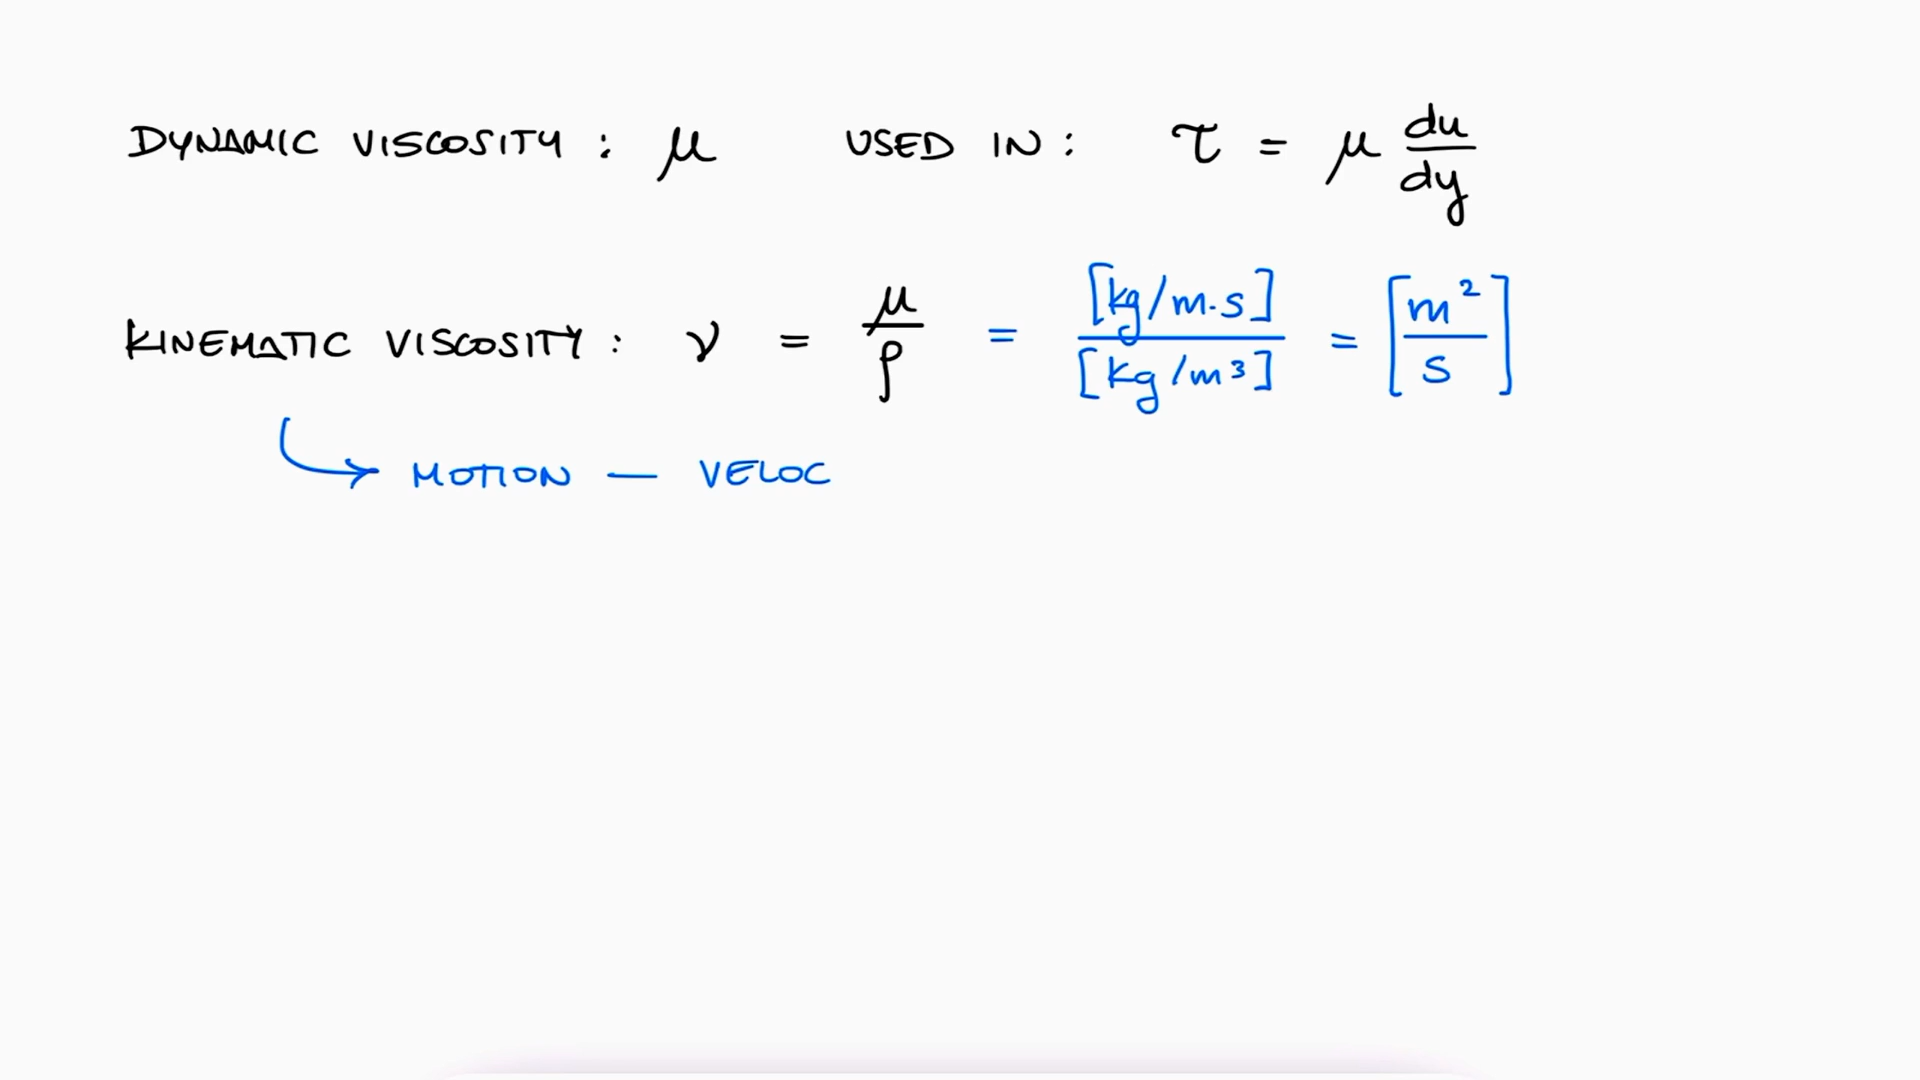 DYNAMIC VISCOSITY : μ USED IN : τ = μ du/dy
KINEMATIC VISCOSITY : ν = μ/ρ = [kg/m·s]/[kg/m³] = [m²/s]
MOTION — VELOC